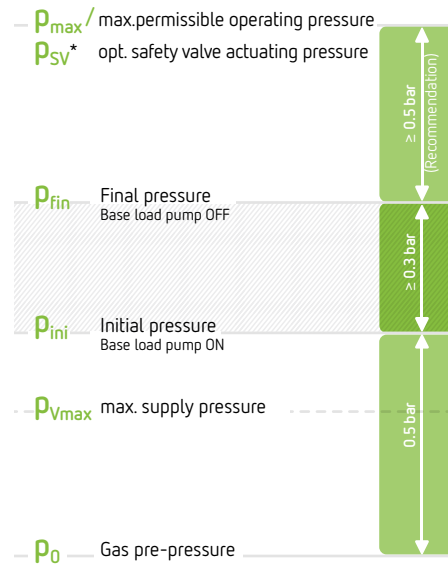 pmax / max.permissible operating pressure
pSV* opt. safety valve actuating pressure
≥ 0.5 bar
(Recommendation)
pfin Final pressure
Base load pump OFF
≥ 0.3 bar
pini Initial pressure
Base load pump ON
pVmax max. supply pressure
0.5 bar
p0 Gas pre-pressure